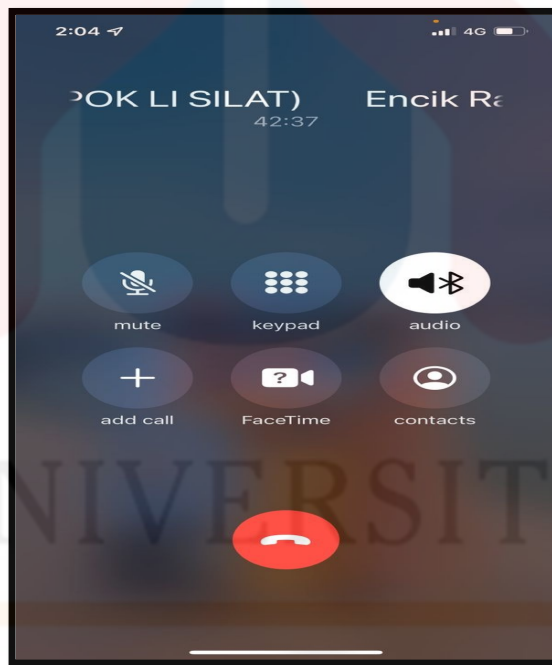 2:04 4G
POK LI SILAT) Encik Ra
42:37
mute keypad audio
?
add call FaceTime contacts
NIVERSIT